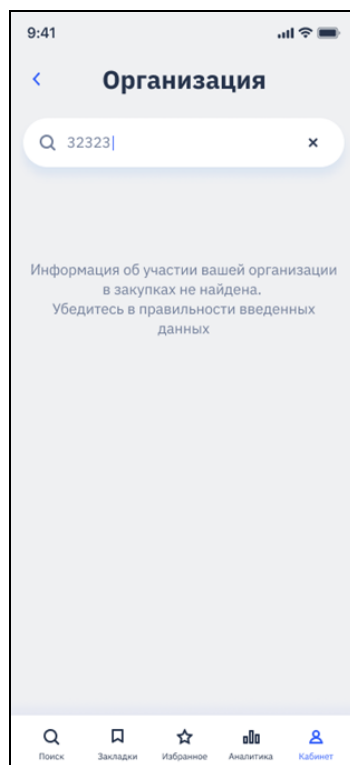 9:41
Организация
32323
Информация об участии вашей организации
в закупках не найдена.
Убедитесь в правильности введенных
данных
Поиск
Закладки
Избранное
Аналитика
Кабинет